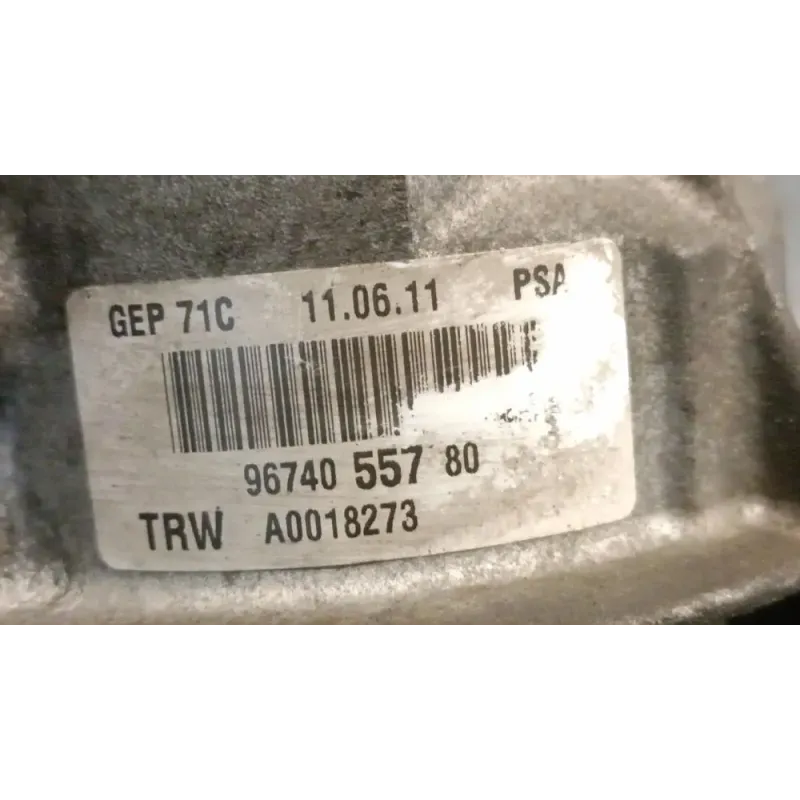 GEP 71C 11.06.11 PSA
96740 557 80
TRW A0018273